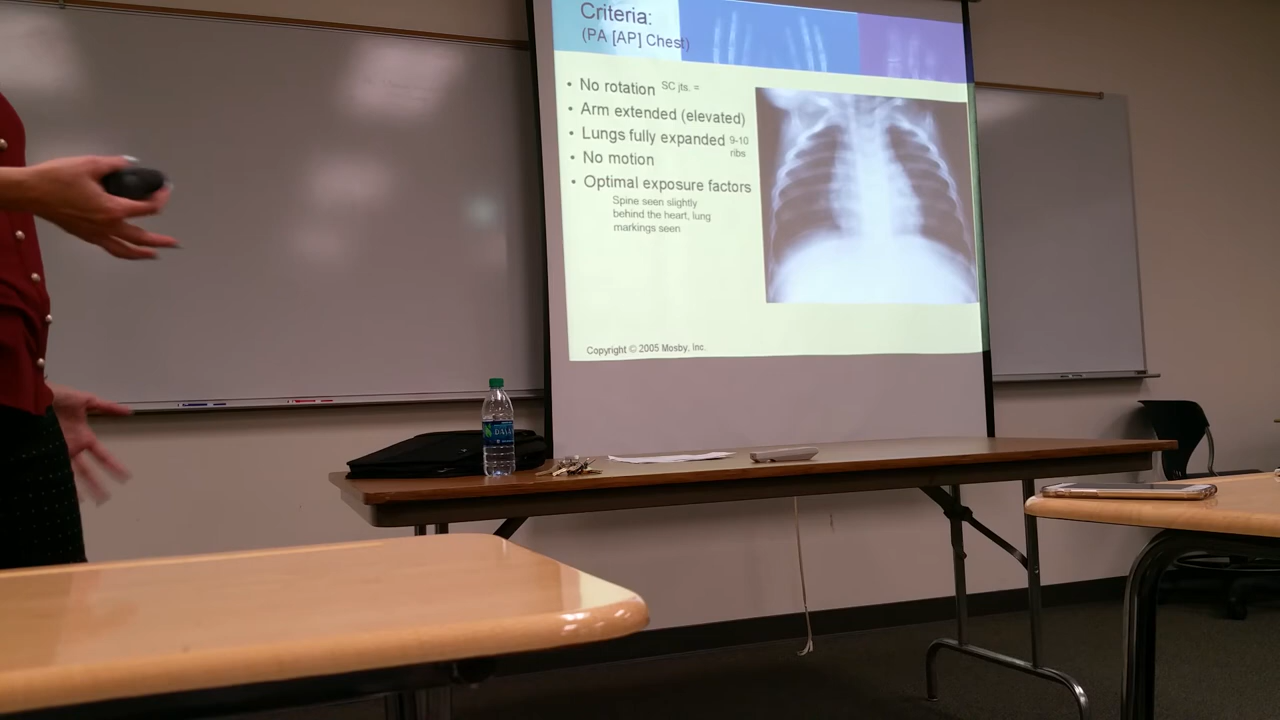 Criteria:
(PA [AP] Chest)
• No rotation SC jts. =
• Arm extended (elevated)
• Lungs fully expanded 9-10
ribs
• No motion
• Optimal exposure factors
Spine seen slightly
behind the heart, lung
markings seen
Copyright © 2005 Mosby, Inc.
DASA